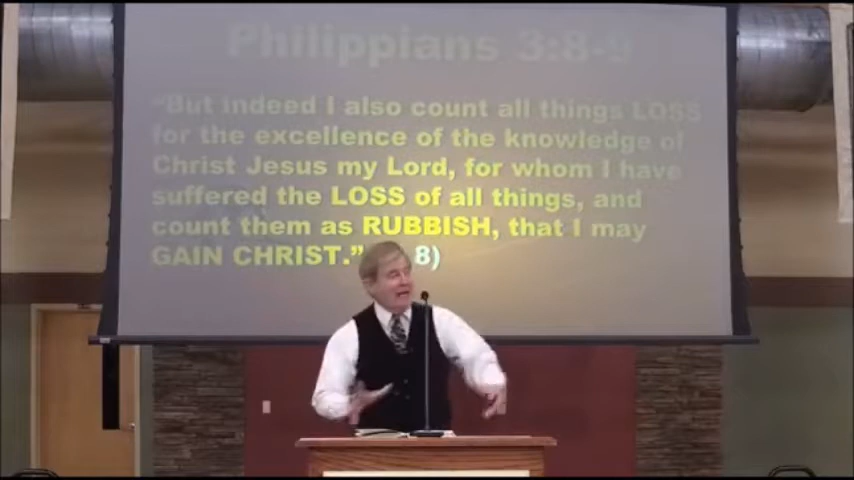 Philippians 3:8-9
"But indeed I also count all things LOSS
for the excellence of the knowledge of
Christ Jesus my Lord, for whom I have
suffered the LOSS of all things, and
count them as RUBBISH, that I may
GAIN CHRIST." 8)